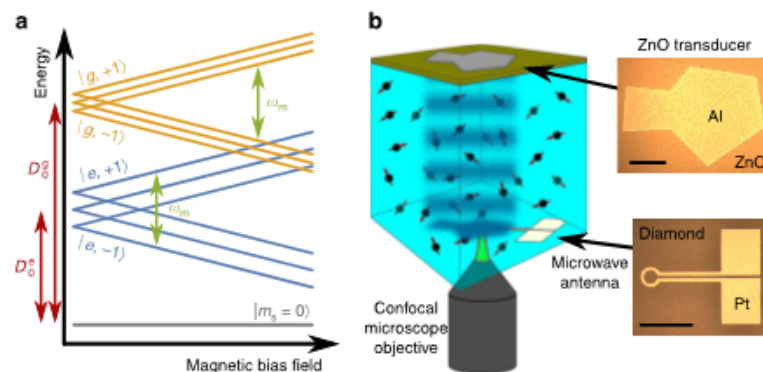 a
Energy
|g, +1⟩
|g, −1⟩
D₀ᵍ
|e, +1⟩
|e, −1⟩
D₀ᵉ
ωₘ
ωₘ
|mₛ = 0⟩
Magnetic bias field
b
ZnO transducer
Al
ZnO
Diamond
Pt
Microwave
antenna
Confocal
microscope
objective